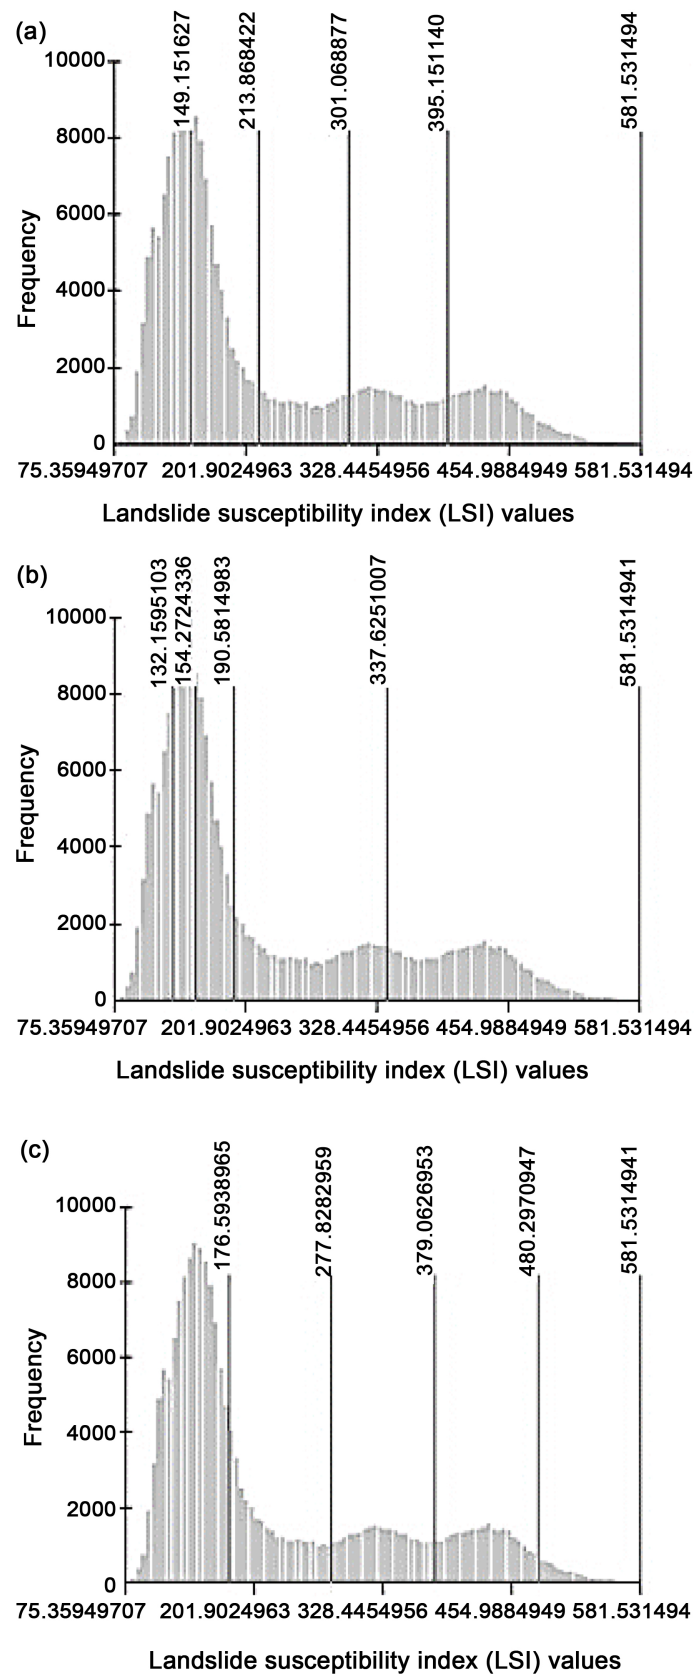 (a)
149.151627
213.868422
301.068877
395.151140
581.531494
10000
8000
6000
4000
2000
0
Frequency
75.35949707 201.9024963 328.4454956 454.9884949 581.531494
Landslide susceptibility index (LSI) values
(b)
132.1595103
154.2724336
190.5814983
337.6251007
581.5314941
10000
8000
6000
4000
2000
0
Frequency
75.35949707 201.9024963 328.4454956 454.9884949 581.531494
Landslide susceptibility index (LSI) values
(c)
176.5938965
277.8282959
379.0626953
480.2970947
581.5314941
10000
8000
6000
4000
2000
0
Frequency
75.35949707 201.9024963 328.4454956 454.9884949 581.531494
Landslide susceptibility index (LSI) values